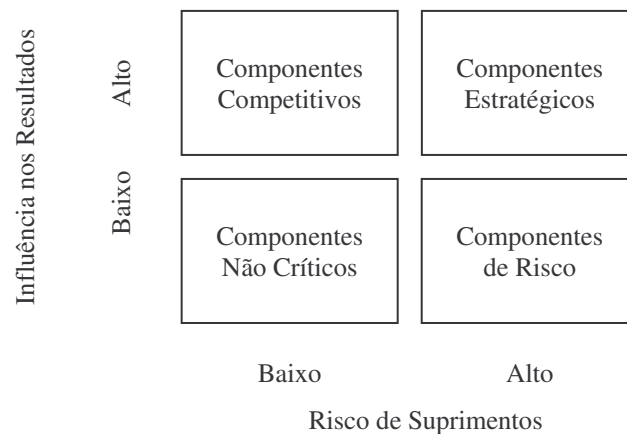 Influência nos Resultados
Alto
Baixo
Componentes
Competitivos
Componentes
Estratégicos
Componentes
Não Críticos
Componentes
de Risco
Baixo
Alto
Risco de Suprimentos